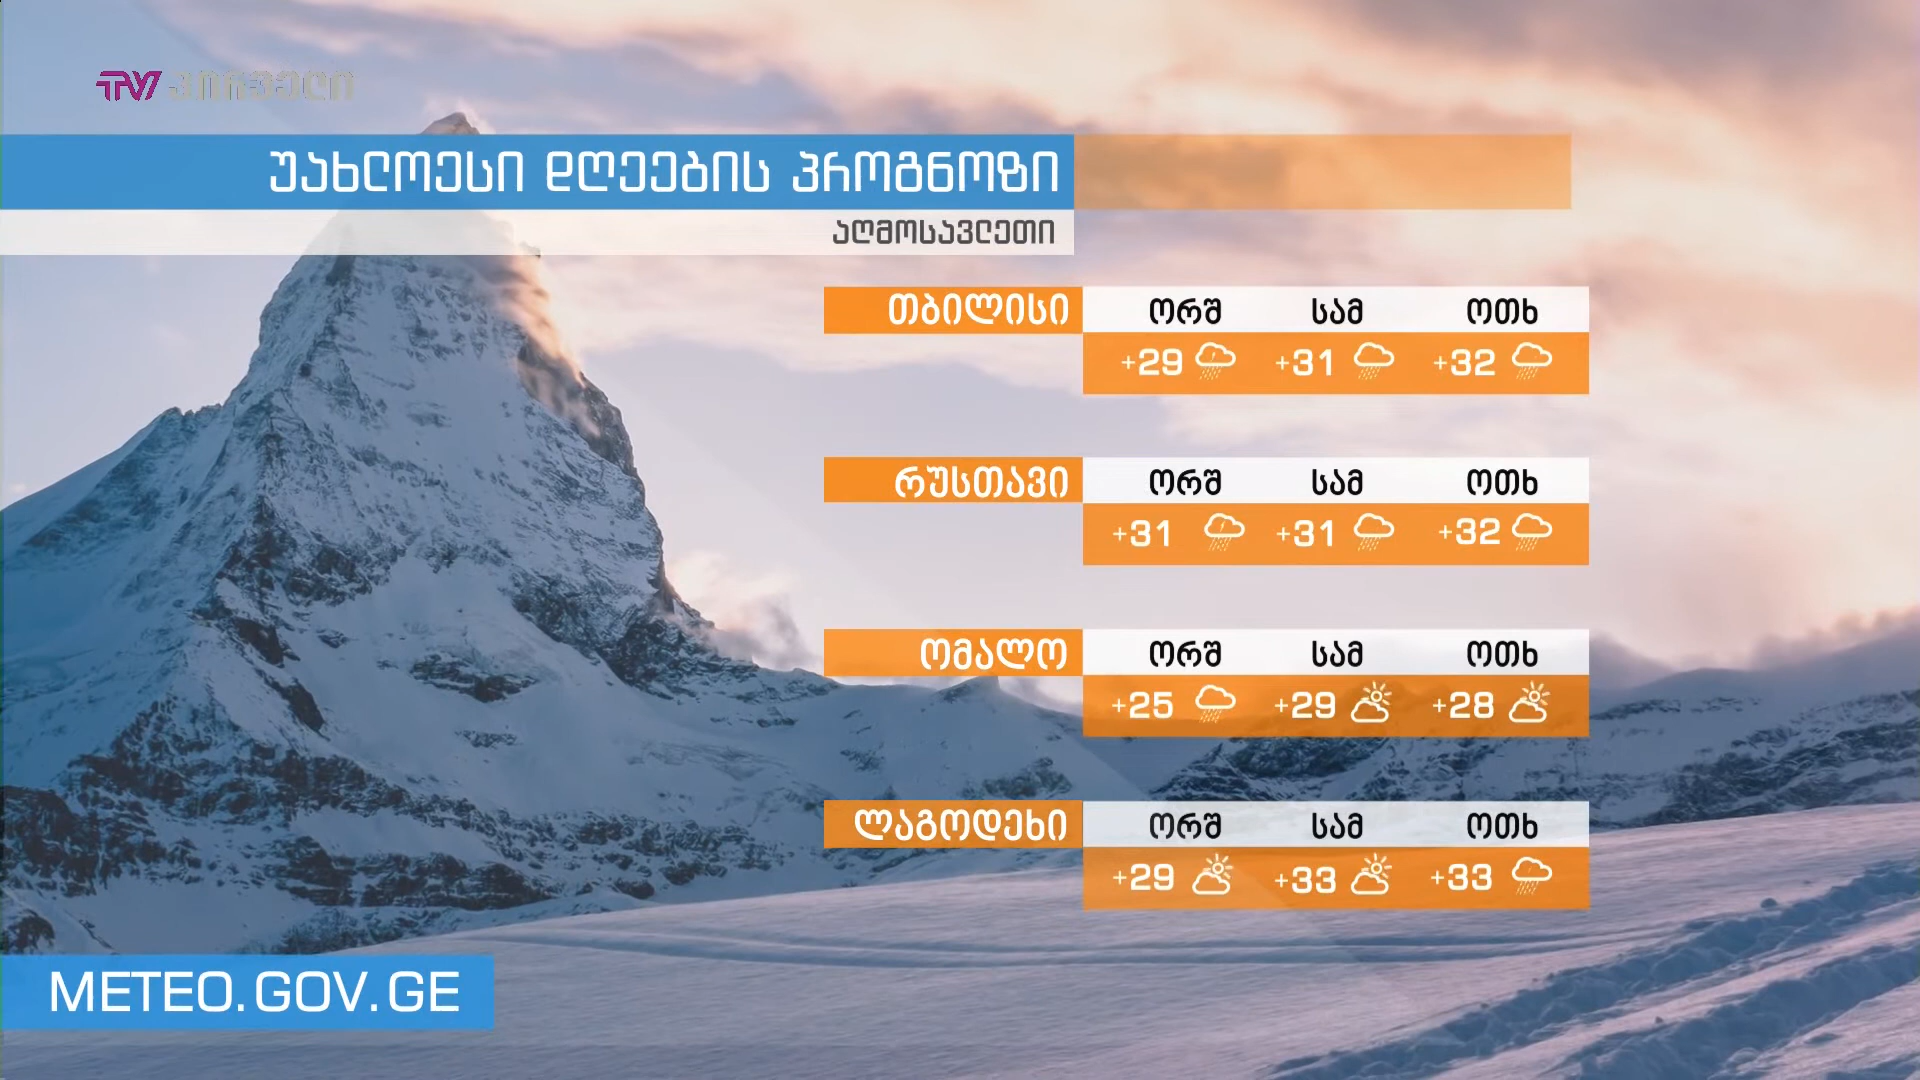 TV პირველი
უახლოესი დღეების პროგნოზი
აღმოსავლეთი
თბილისი ორშ სამ ოთხ
+29 +31 +32
რუსთავი ორშ სამ ოთხ
+31 +31 +32
ომალო ორშ სამ ოთხ
+25 +29 +28
ლაგოდეხი ორშ სამ ოთხ
+29 +33 +33
METEO.GOV.GE